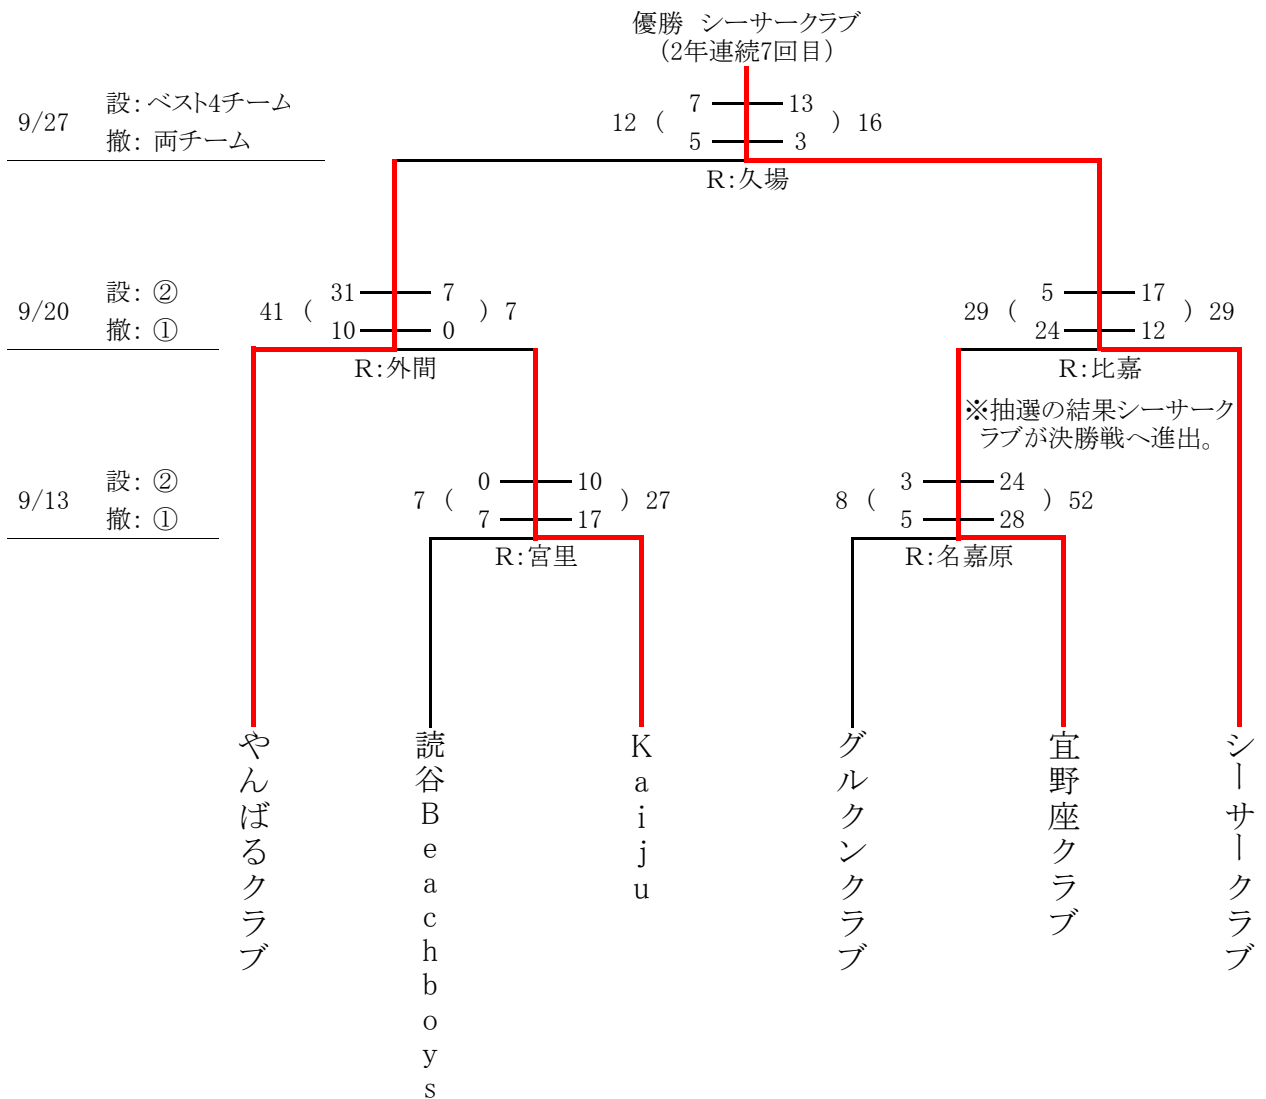 優勝 シーサークラブ
(2年連続7回目)
9/27
設: ベスト4チーム
撤: 両チーム
12 ( 7 13 ) 16
5 3
R:久場
9/20
設: ②
撤: ①
41 ( 31 7 ) 7
10 0
R:外間
29 ( 5 17 ) 29
24 12
R:比嘉
※抽選の結果シーサーク
ラブが決勝戦へ進出。
9/13
設: ②
撤: ①
7 ( 0 10 ) 27
7 17
R:宮里
8 ( 3 24 ) 52
5 28
R:名嘉原
やんばるクラブ
読谷Beachboys
Kaiju
グルクンクラブ
宜野座クラブ
シーサークラブ